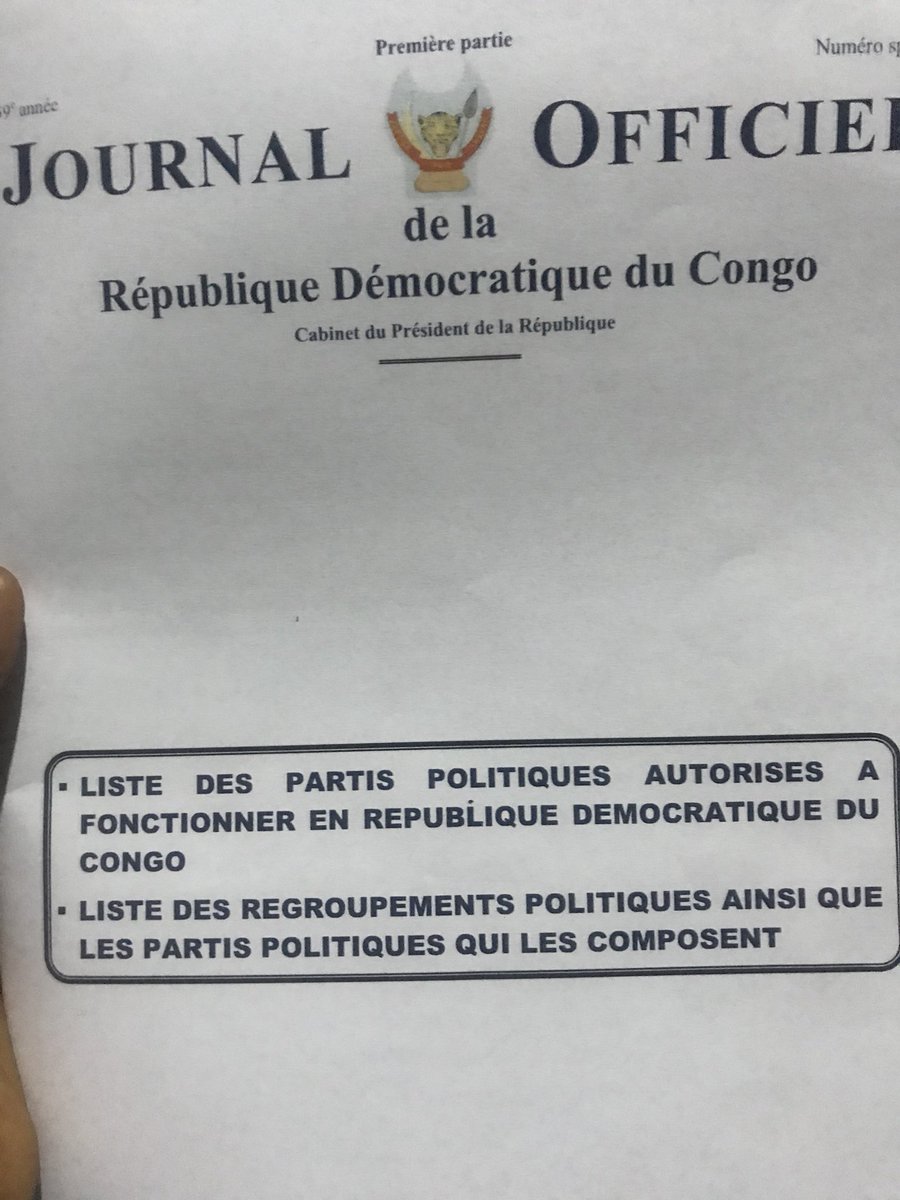 Première partie
9e année
JOURNAL OFFICIEL
de la
République Démocratique du Congo
Cabinet du Président de la République
▪ LISTE DES PARTIS POLITIQUES AUTORISES A
FONCTIONNER EN REPUBLIQUE DEMOCRATIQUE DU
CONGO
▪ LISTE DES REGROUPEMENTS POLITIQUES AINSI QUE
LES PARTIS POLITIQUES QUI LES COMPOSENT
Numéro